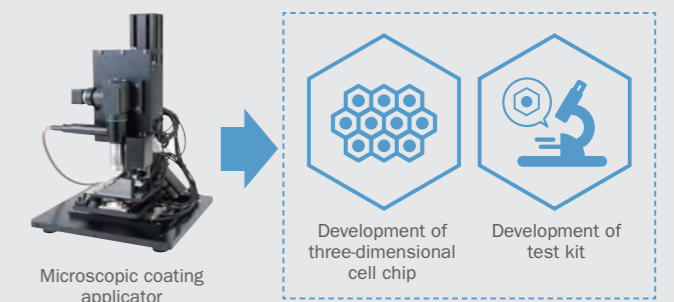 Development of
three-dimensional
cell chip
Development of
test kit
Microscopic coating
applicator